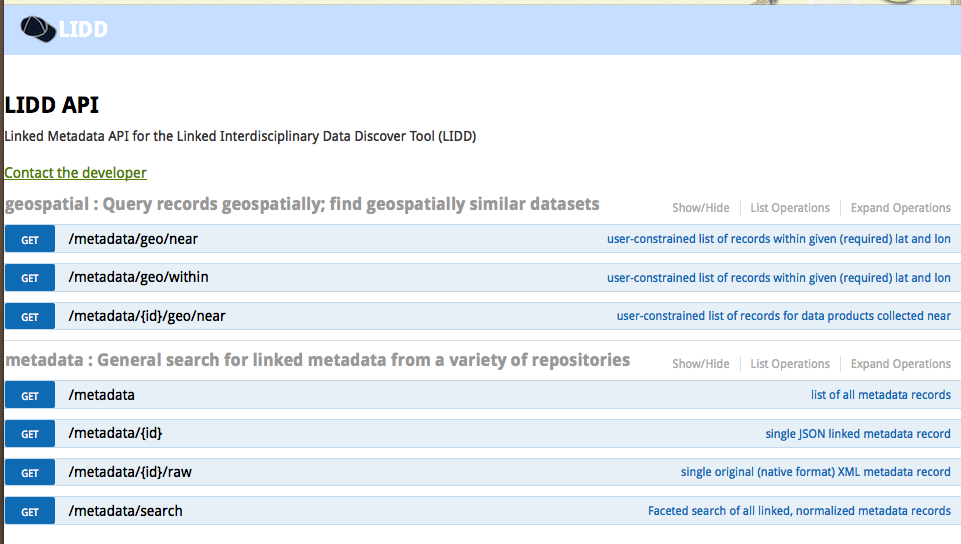 LIDD
LIDD API
Linked Metadata API for the Linked Interdisciplinary Data Discover Tool (LIDD)
Contact the developer
geospatial : Query records geospatially; find geospatially similar datasets Show/Hide List Operations Expand Operations
GET /metadata/geo/near user-constrained list of records within given (required) lat and lon
GET /metadata/geo/within user-constrained list of records within given (required) lat and lon
GET /metadata/{id}/geo/near user-constrained list of records for data products collected near
metadata : General search for linked metadata from a variety of repositories Show/Hide List Operations Expand Operations
GET /metadata list of all metadata records
GET /metadata/{id} single JSON linked metadata record
GET /metadata/{id}/raw single original (native format) XML metadata record
GET /metadata/search Faceted search of all linked, normalized metadata records